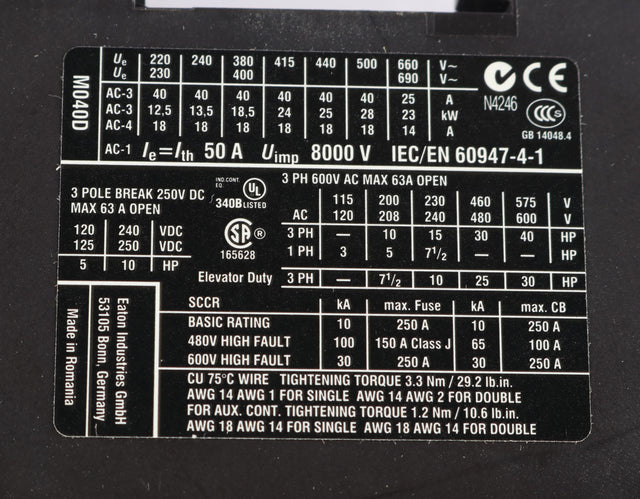 M040D
Ue 220 240 380 415 440 500 660 V~
Ue 230 400 690 V~
AC-3 40 40 40 40 40 40 25 A
AC-3 12,5 13,5 18,5 24 25 28 23 kW
AC-4 18 18 18 18 18 18 14 A
AC-1 Ie=Ith 50 A Uimp 8000 V IEC/EN 60947-4-1
N4246
CE
CCC
GB 14048.4
3 POLE BREAK 250V DC
MAX 63 A OPEN
120 240 VDC
125 250 VDC
5 10 HP
IND.CONT.
EQ.
340B
UL
LISTED
SA ®
165628
3 PH 600V AC MAX 63A OPEN
115 200 230 460 575 V
AC 120 208 240 480 600 V
3 PH — 10 15 30 40 HP
1 PH 3 5 7 1/2 — — HP
Elevator Duty 3 PH — 7 1/2 10 25 30 HP
Eaton Industries GmbH
53105 Bonn, Germany
Made in Romania
SCCR kA max. Fuse kA max. CB
BASIC RATING 10 250 A 10 250 A
480V HIGH FAULT 100 150 A Class J 65 100 A
600V HIGH FAULT 30 250 A 30 250 A
CU 75°C WIRE TIGHTENING TORQUE 3.3 Nm / 29.2 lb.in.
AWG 14 AWG 1 FOR SINGLE AWG 14 AWG 2 FOR DOUBLE
FOR AUX. CONT. TIGHTENING TORQUE 1.2 Nm / 10.6 lb.in.
AWG 18 AWG 14 FOR SINGLE AWG 18 AWG 14 FOR DOUBLE